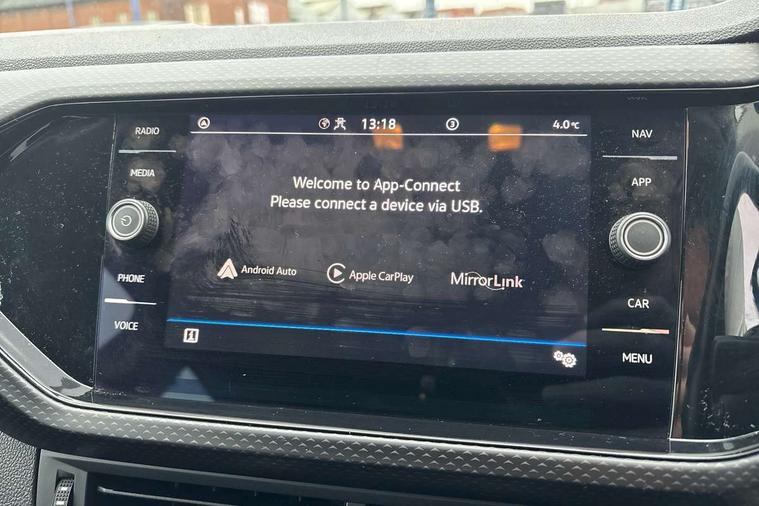 RADIO
MEDIA
PHONE
VOICE
13:18
3
4.0°C
Welcome to App-Connect
Please connect a device via USB.
Android Auto
Apple CarPlay
MirrorLink
NAV
APP
CAR
MENU